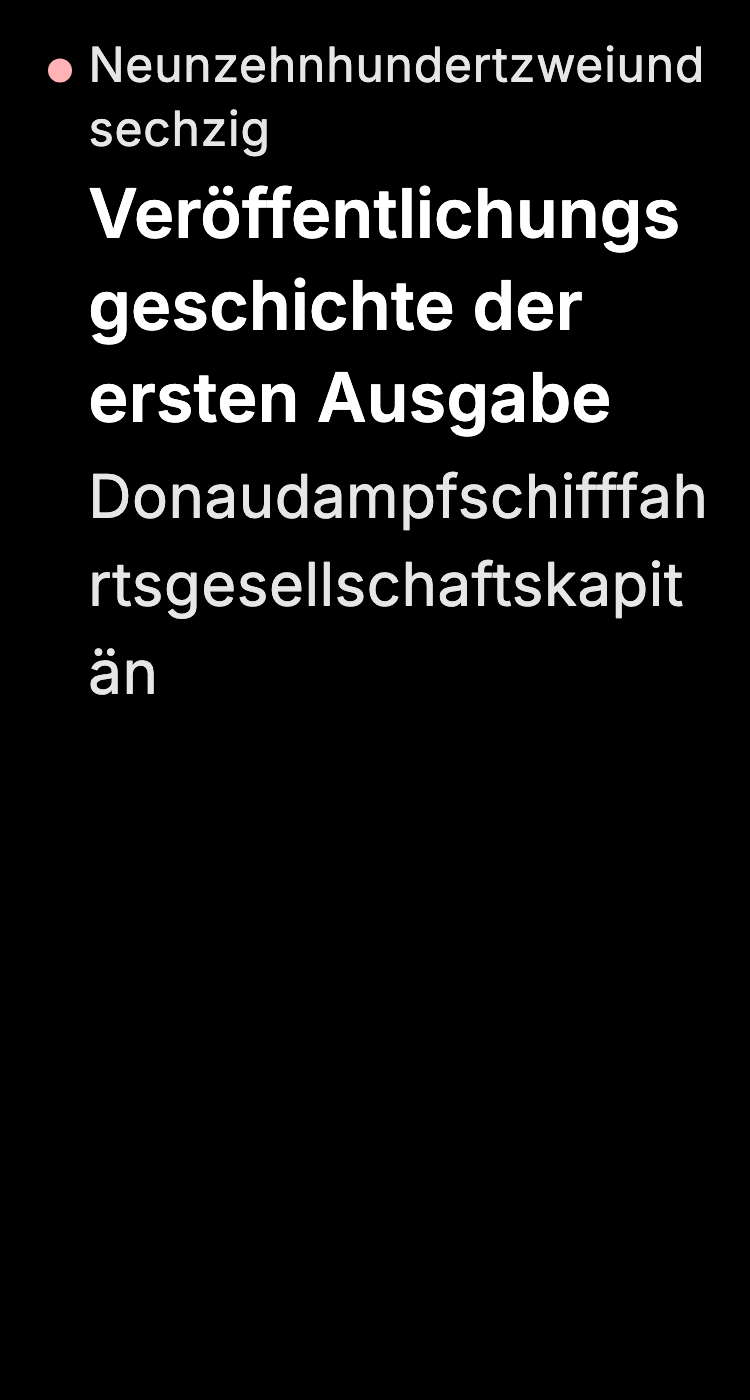 Neunzehnhundertzweiund
sechzig
Veröffentlichungs
geschichte der
ersten Ausgabe
Donaudampfschifffah
rtsgesellschaftskapit
än